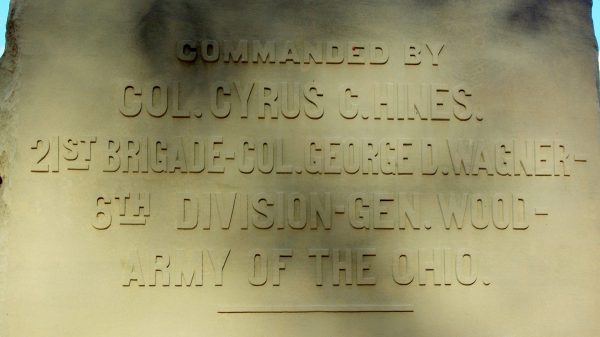 COMMANDED BY
COL. CYRUS C. HINES.
21ST BRIGADE-COL. GEORGE D. WAGNER-
6TH DIVISION-GEN. WOOD-
ARMY OF THE OHIO.